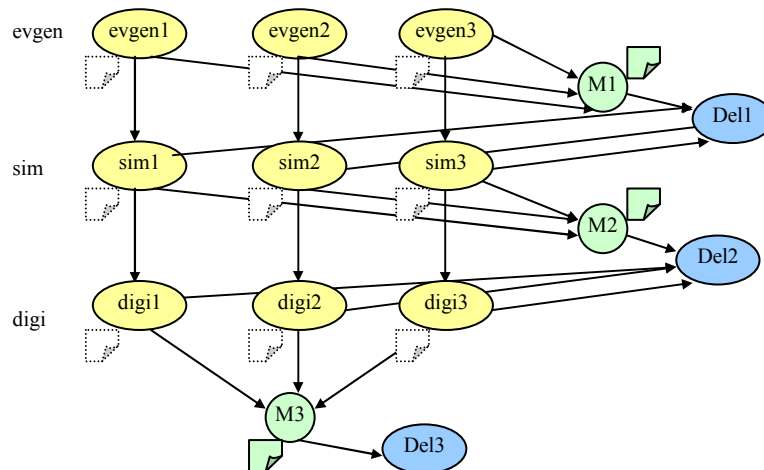 evgen evgen1 evgen2 evgen3
M1
Del1
sim sim1 sim2 sim3
M2
Del2
digi1 digi2 digi3
digi
M3
Del3